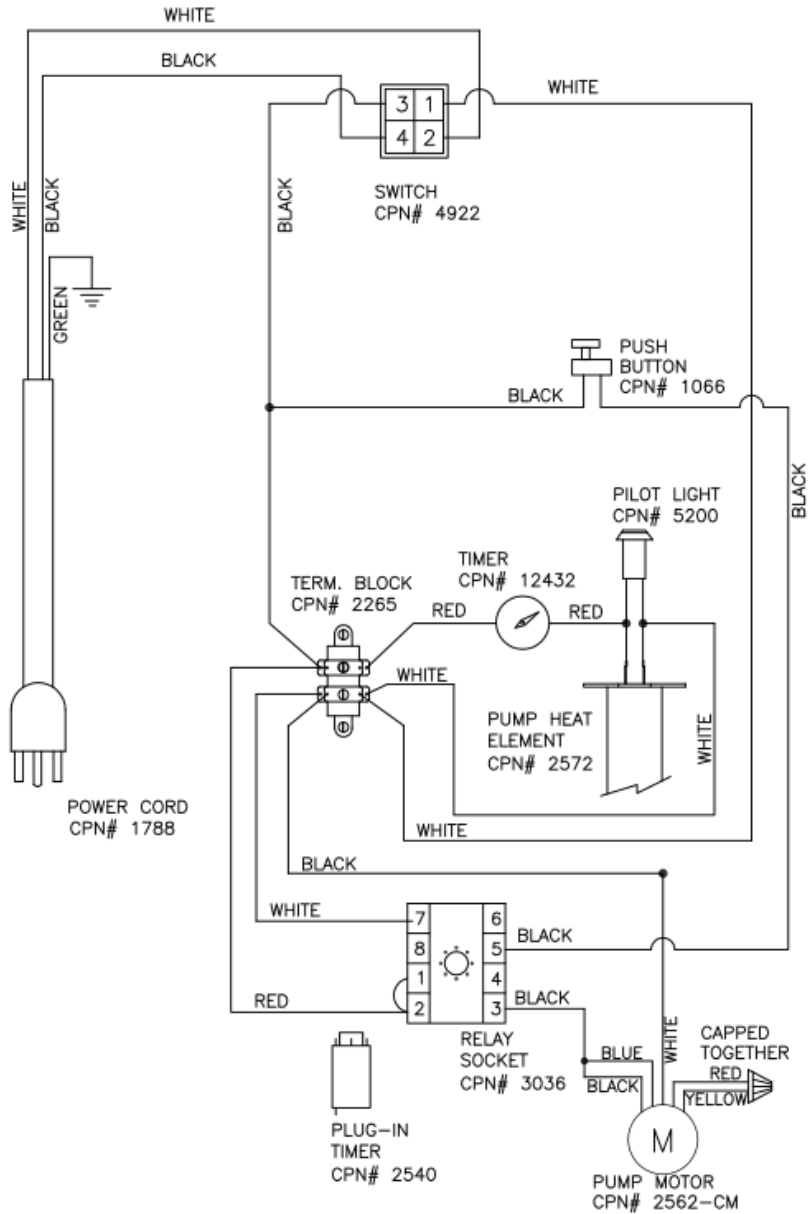 WHITE
BLACK
WHITE
3 1
4 2
SWITCH
CPN# 4922
WHITE
BLACK
BLACK
GREEN
PUSH
BUTTON
CPN# 1066
BLACK
BLACK
PILOT LIGHT
CPN# 5200
TIMER
CPN# 12432
TERM. BLOCK
CPN# 2265
RED
RED
WHITE
PUMP HEAT
ELEMENT
CPN# 2572
WHITE
POWER CORD
CPN# 1788
WHITE
BLACK
WHITE
7 6
8 5
1 4
2 3
BLACK
RED
BLACK
RELAY
SOCKET
CPN# 3036
BLUE
BLACK
WHITE
CAPPED
TOGETHER
RED
YELLOW
PLUG-IN
TIMER
CPN# 2540
M
PUMP MOTOR
CPN# 2562-CM